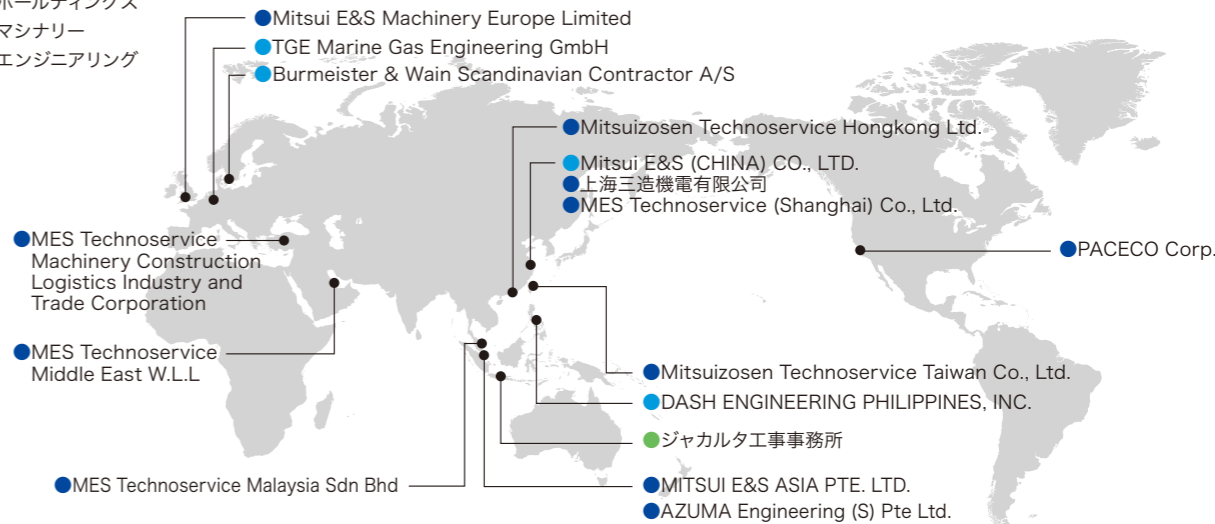 ホールディングス
マシナリー
エンジニアリング
Mitsui E&S Machinery Europe Limited
TGE Marine Gas Engineering GmbH
Burmeister & Wain Scandinavian Contractor A/S
Mitsuizosen Technoservice Hongkong Ltd.
Mitsui E&S (CHINA) CO., LTD.
上海三造機電有限公司
MES Technoservice (Shanghai) Co., Ltd.
MES Technoservice
Machinery Construction
Logistics Industry and
Trade Corporation
PACECO Corp.
MES Technoservice
Middle East W.L.L
Mitsuizosen Technoservice Taiwan Co., Ltd.
DASH ENGINEERING PHILIPPINES, INC.
ジャカルタ工事事務所
MES Technoservice Malaysia Sdn Bhd
MITSUI E&S ASIA PTE. LTD.
AZUMA Engineering (S) Pte Ltd.